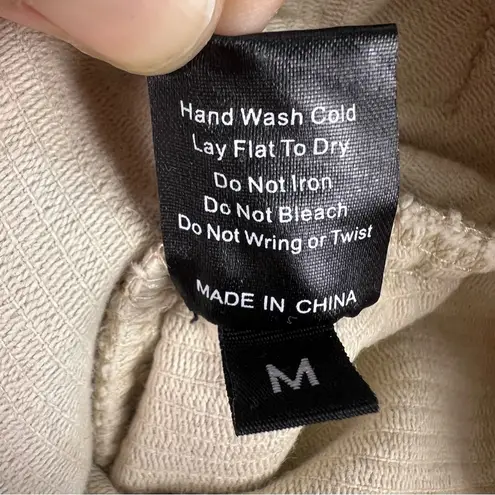 Hand Wash Cold
Lay Flat To Dry
Do Not Iron
Do Not Bleach
Do Not Wring or Twist
MADE IN CHINA
M